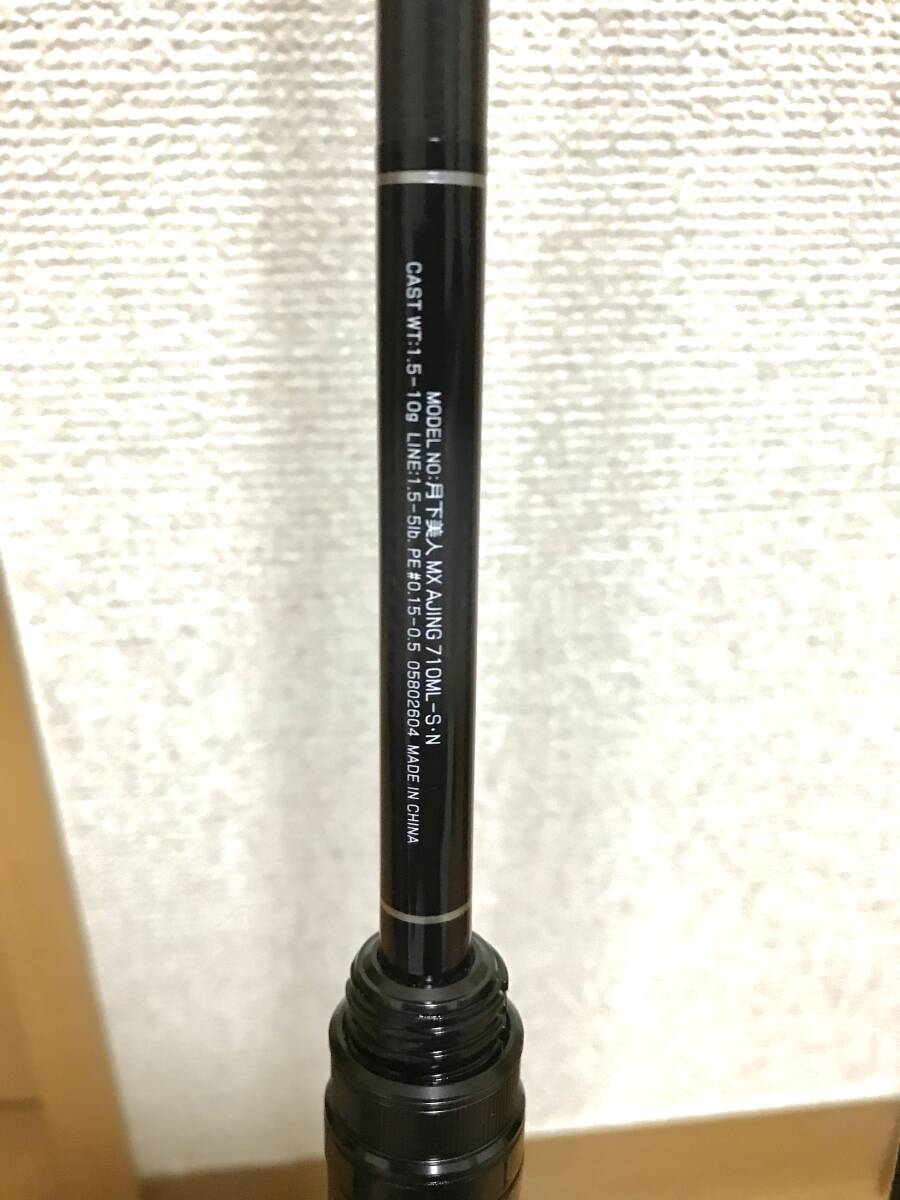 MODEL NO:月下美人 MX AJING 710ML-S·N
CAST WT:1.5-10g LINE:1.5-5lb. PE #0.15-0.5 05802604 MADE IN CHINA